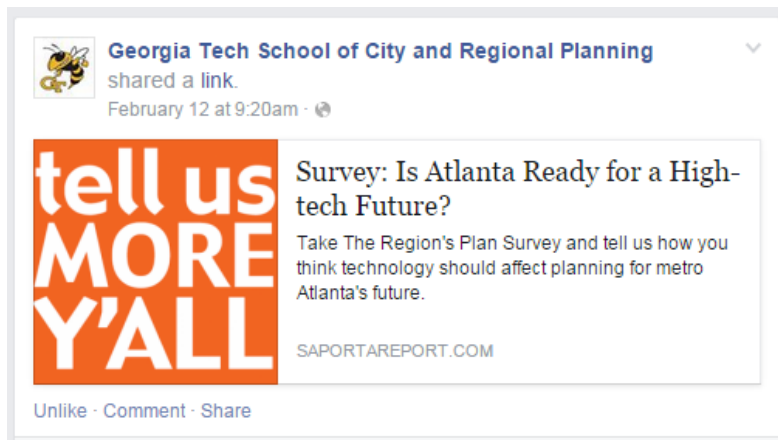 Georgia Tech School of City and Regional Planning
shared a link.
February 12 at 9:20am ·
tell us
MORE
Y'ALL
Survey: Is Atlanta Ready for a High-
tech Future?
Take The Region's Plan Survey and tell us how you
think technology should affect planning for metro
Atlanta's future.
SAPORTAREPORT.COM
Unlike · Comment · Share